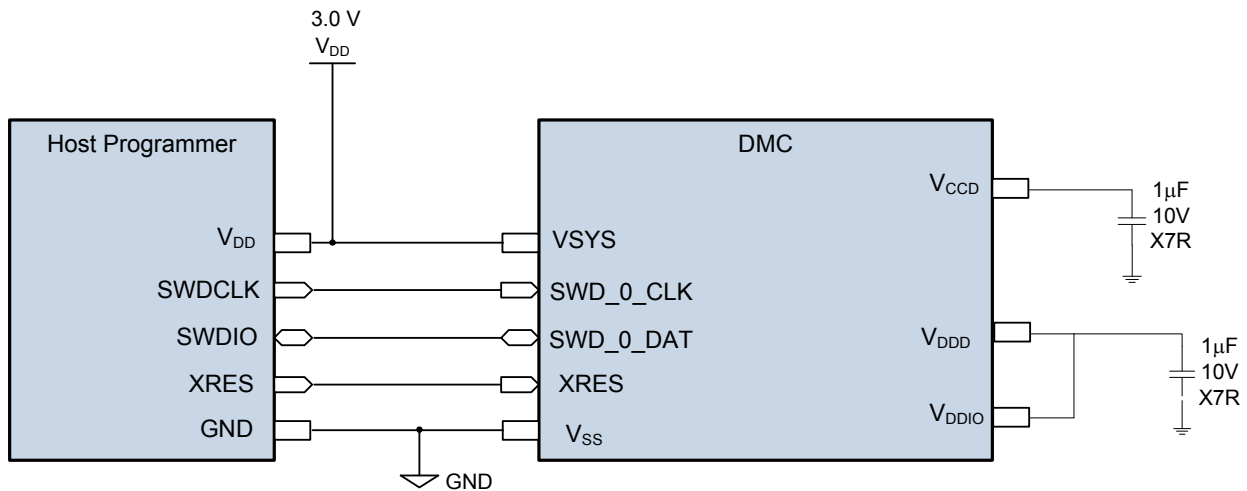 3.0 V
VDD
Host Programmer
VDD
SWDCLK
SWDIO
XRES
GND
GND
DMC
VSYS
SWD_0_CLK
SWD_0_DAT
XRES
VSS
VCCD
VDDD
VDDIO
1µF
10V
X7R
1µF
10V
X7R